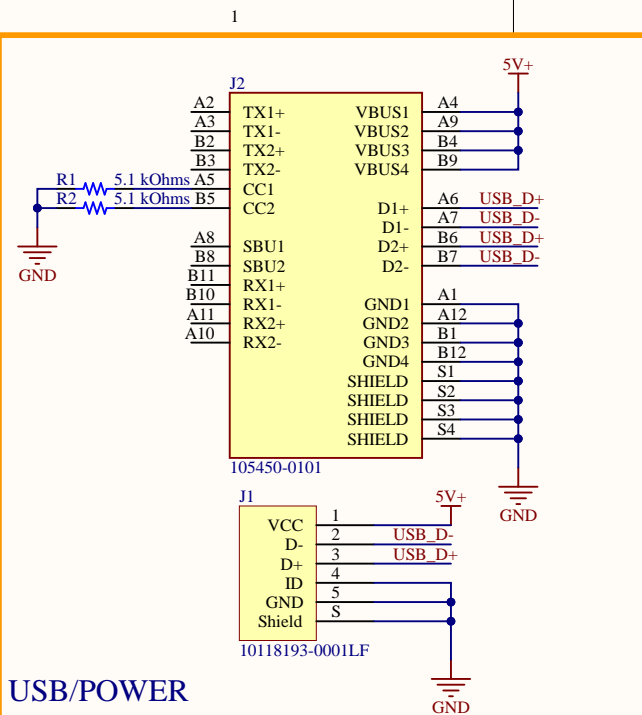 1
5V+
J2
A2 TX1+ VBUS1 A4
A3 TX1- VBUS2 A9
B2 TX2+ VBUS3 B4
B3 TX2- VBUS4 B9
R1 5.1 kOhms A5 CC1
R2 5.1 kOhms B5 CC2 D1+ A6 USB_D+
D1- A7 USB_D-
A8 SBU1 D2+ B6 USB_D+
B8 SBU2 D2- B7 USB_D-
GND
B11 RX1+
B10 RX1- GND1 A1
A11 RX2+ GND2 A12
A10 RX2- GND3 B1
GND4 B12
SHIELD S1
SHIELD S2
SHIELD S3
SHIELD S4
105450-0101
GND
J1
5V+
VCC 1
D- 2 USB_D-
D+ 3 USB_D+
ID 4
GND 5
Shield S
10118193-0001LF
USB/POWER
GND